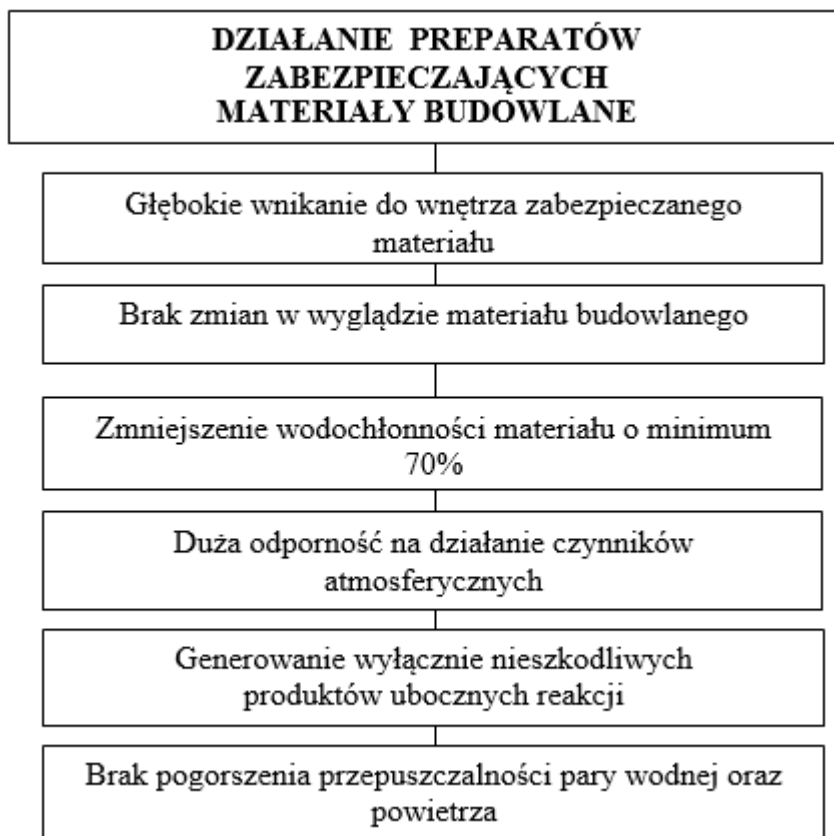 DZIAŁANIE PREPARATÓW
ZABEZPIECZAJĄCYCH
MATERIAŁY BUDOWLANE
Głębokie wnikanie do wnętrza zabezpieczanego
materiału
Brak zmian w wyglądzie materiału budowlanego
Zmniejszenie wodochłonności materiału o minimum
70%
Duża odporność na działanie czynników
atmosferycznych
Generowanie wyłącznie nieszkodliwych
produktów ubocznych reakcji
Brak pogorszenia przepuszczalności pary wodnej oraz
powietrza